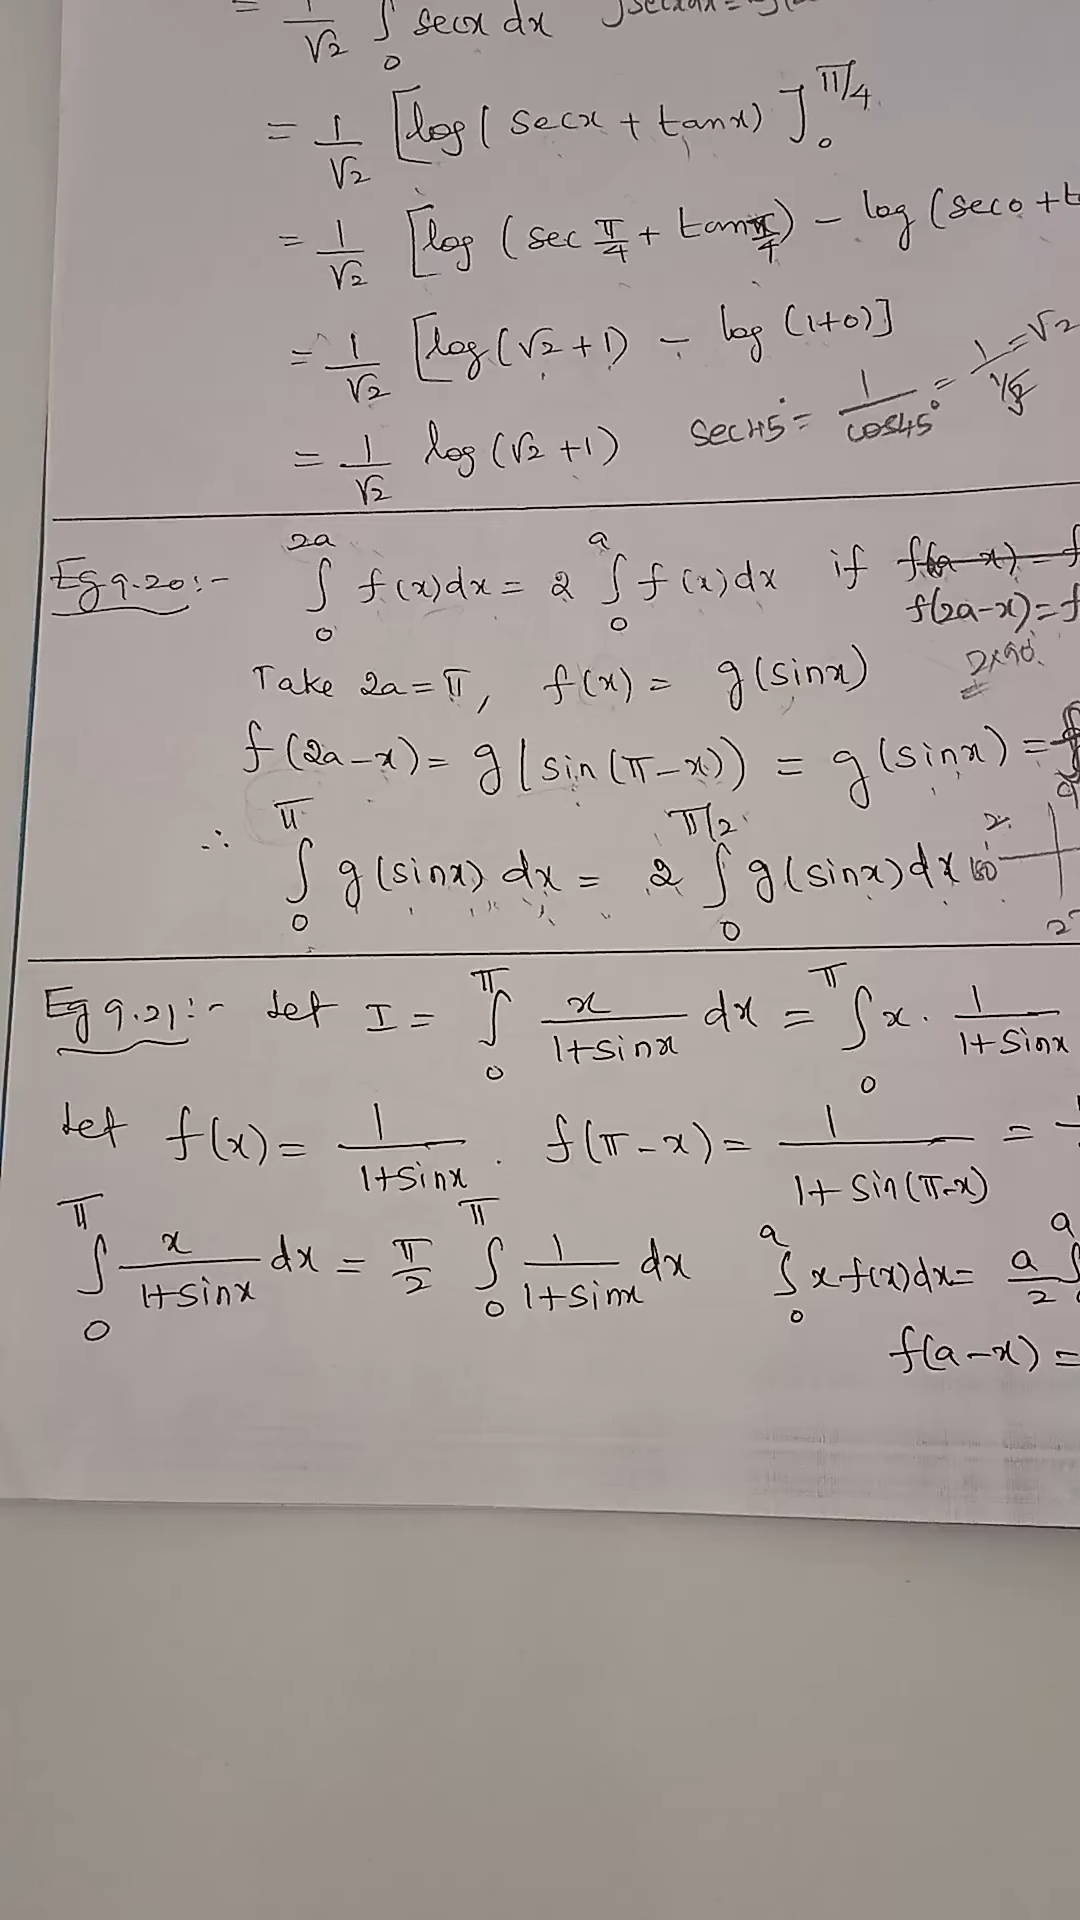 = 1/√2 ∫₀ secx dx ∫secxdx =
= 1/√2 [log( secx + tanx) ]₀^π/4
= 1/√2 [log (sec π/4 + tan π/4) − log (sec0 + t
= 1/√2 [log(√2+1) − log (1+0)]
= 1/√2 log(√2+1) sec45° = 1/cos45° = 1/(1/√2) = √2
Eg 9.20:- ∫₀^2a f(x)dx = 2 ∫₀^a f(x)dx if f(a-x) = f
f(2a-x) = f
Take 2a = π, f(x) = g(sinx) 2×90°
f(2a-x) = g(sin(π-x)) = g(sinx) = f
∴ ∫₀^π g(sinx) dx = 2 ∫₀^π/2 g(sinx)dx 180
Eg 9.21:- Let I = ∫₀^π x/(1+sinx) dx = ∫₀^π x. 1/(1+sinx)
Let f(x) = 1/(1+sinx). f(π-x) = 1/(1+sin(π-x)) =
∫₀^π x/(1+sinx) dx = π/2 ∫₀^π 1/(1+sinx) dx ∫₀^a xf(x)dx = a/2 ∫^a
f(a-x) =